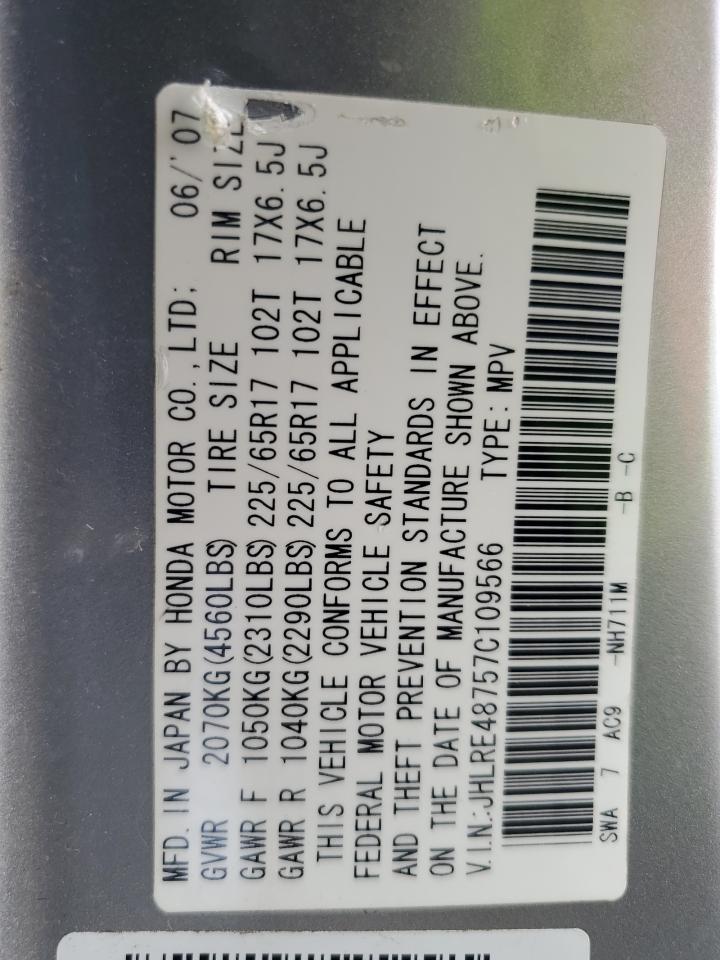 MFD. IN JAPAN BY HONDA MOTOR CO., LTD; 06/'07
GVWR 2070KG(4560LBS) TIRE SIZE RIM SIZE
GAWR F 1050KG(2310LBS) 225/65R17 102T 17X6.5J
GAWR R 1040KG(2290LBS) 225/65R17 102T 17X6.5J
THIS VEHICLE CONFORMS TO ALL APPLICABLE
FEDERAL MOTOR VEHICLE SAFETY
AND THEFT PREVENTION STANDARDS IN EFFECT
ON THE DATE OF MANUFACTURE SHOWN ABOVE.
V.I.N.:JHLRE48757C109566 TYPE: MPV
SWA 7 AC9 -NH711M -B -C